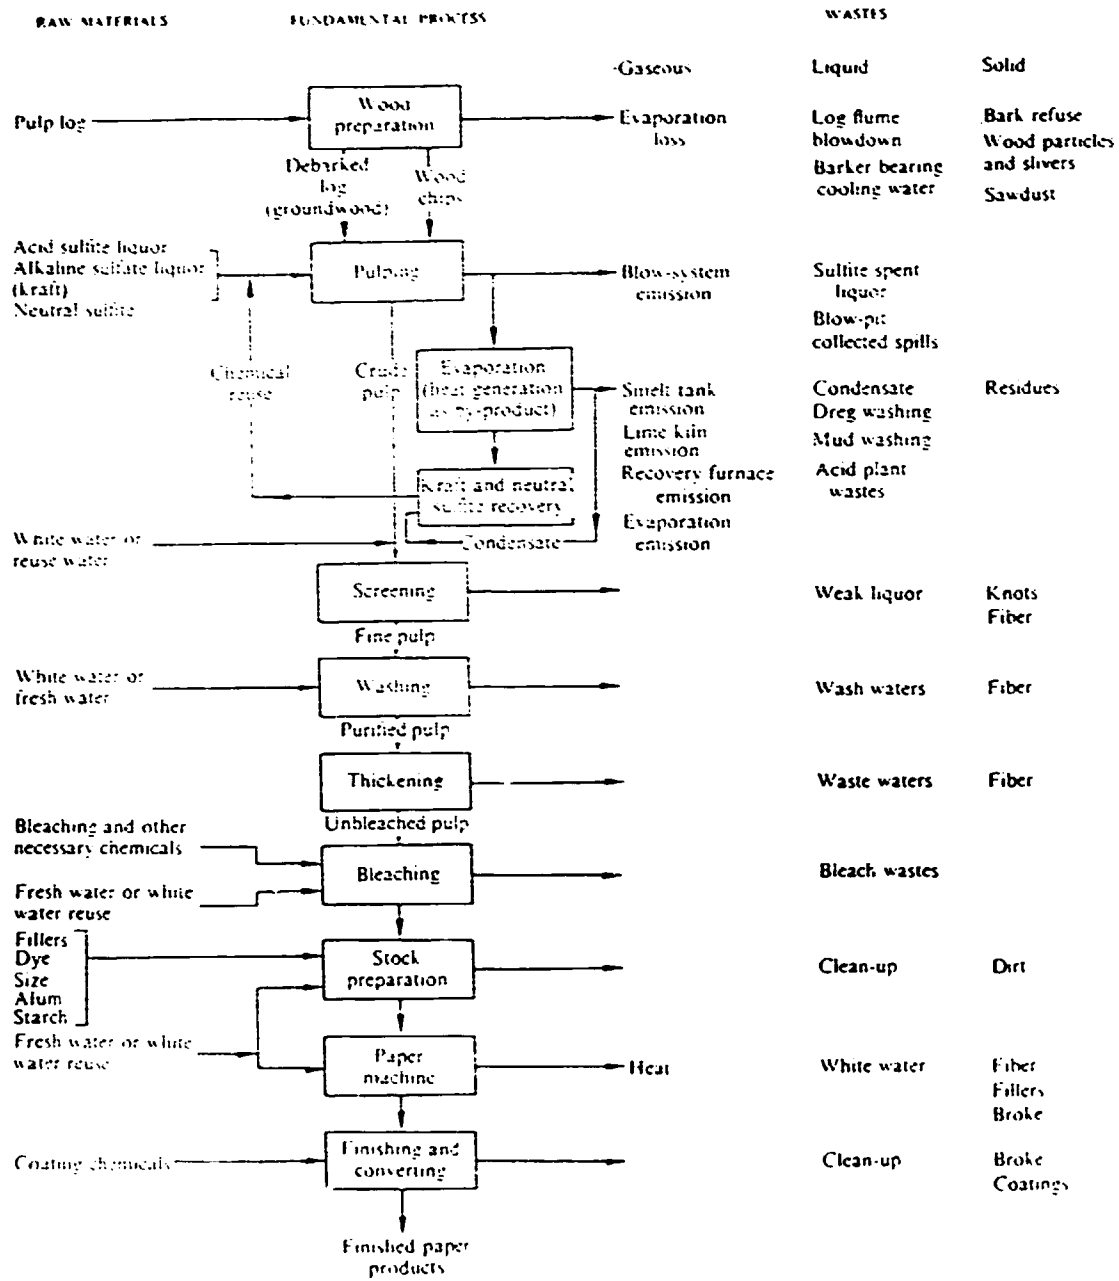 RAW MATERIALS
FUNDAMENTAL PROCESS
WASTES
Gaseous
Liquid
Solid
Pulp log
Wood
preparation
Evaporation
loss
Log flume
blowdown
Barker bearing
cooling water
Bark refuse
Wood particles
and slivers
Sawdust
Debarked
log
(groundwood)
Wood
chips
Acid sulfite liquor
Alkaline sulfate liquor
(kraft)
Neutral sulfite
Pulping
Blow-system
emission
Sulfite spent
liquor
Blow-pit
collected spills
Chemical
reuse
Crude
pulp
Evaporation
(heat generation
as by-product)
Smelt tank
emission
Lime kiln
emission
Recovery furnace
emission
Evaporation
emission
Condensate
Dreg washing
Mud washing
Acid plant
wastes
Residues
Kraft and neutral
sulfite recovery
Condensate
White water or
reuse water
Screening
Weak liquor
Knots
Fiber
Fine pulp
White water or
fresh water
Washing
Wash waters
Fiber
Purified pulp
Thickening
Waste waters
Fiber
Unbleached pulp
Bleaching and other
necessary chemicals
Fresh water or white
water reuse
Bleaching
Bleach wastes
Fillers
Dye
Size
Alum
Starch
Stock
preparation
Clean-up
Dirt
Fresh water or white
water reuse
Paper
machine
Heat
White water
Fiber
Fillers
Broke
Coating chemicals
Finishing and
converting
Clean-up
Broke
Coatings
Finished paper
products